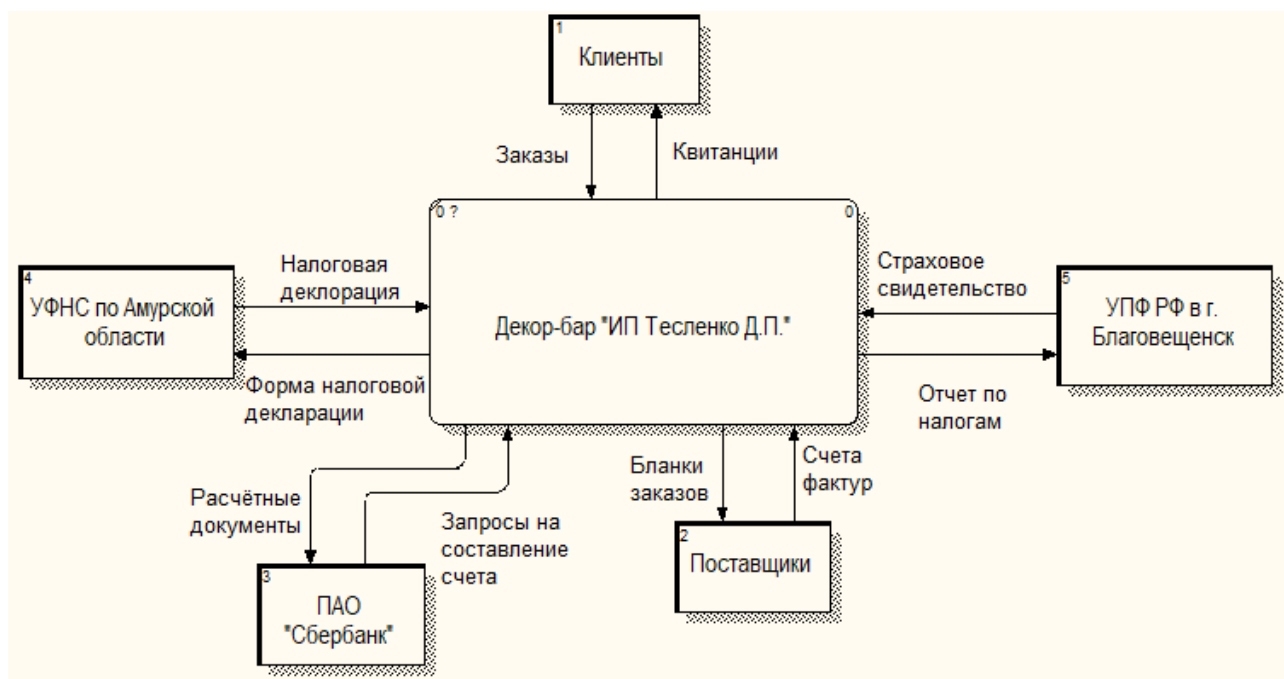 1
Клиенты
Заказы
Квитанции
0 ?
0
Декор-бар "ИП Тесленко Д.П."
Налоговая
деклорация
4
УФНС по Амурской
области
Форма налоговой
декларации
Страховое
свидетельство
5
УПФ РФ в г.
Благовещенск
Отчет по
налогам
Расчётные
документы
Запросы на
составление
счета
3
ПАО
"Сбербанк"
Бланки
заказов
Счета
фактур
2
Поставщики